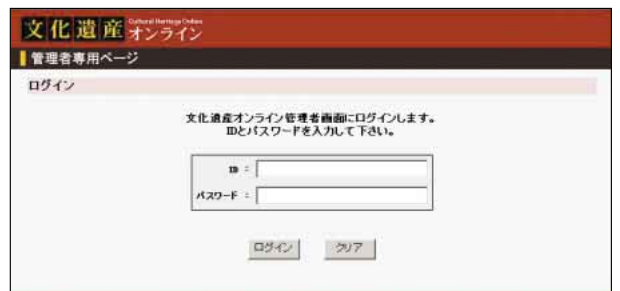 文化遺産オンライン
Cultural Heritage Online
管理者専用ページ
ログイン
文化遺産オンライン管理者画面にログインします。
IDとパスワードを入力して下さい。
ID :
パスワード :
ログイン クリア